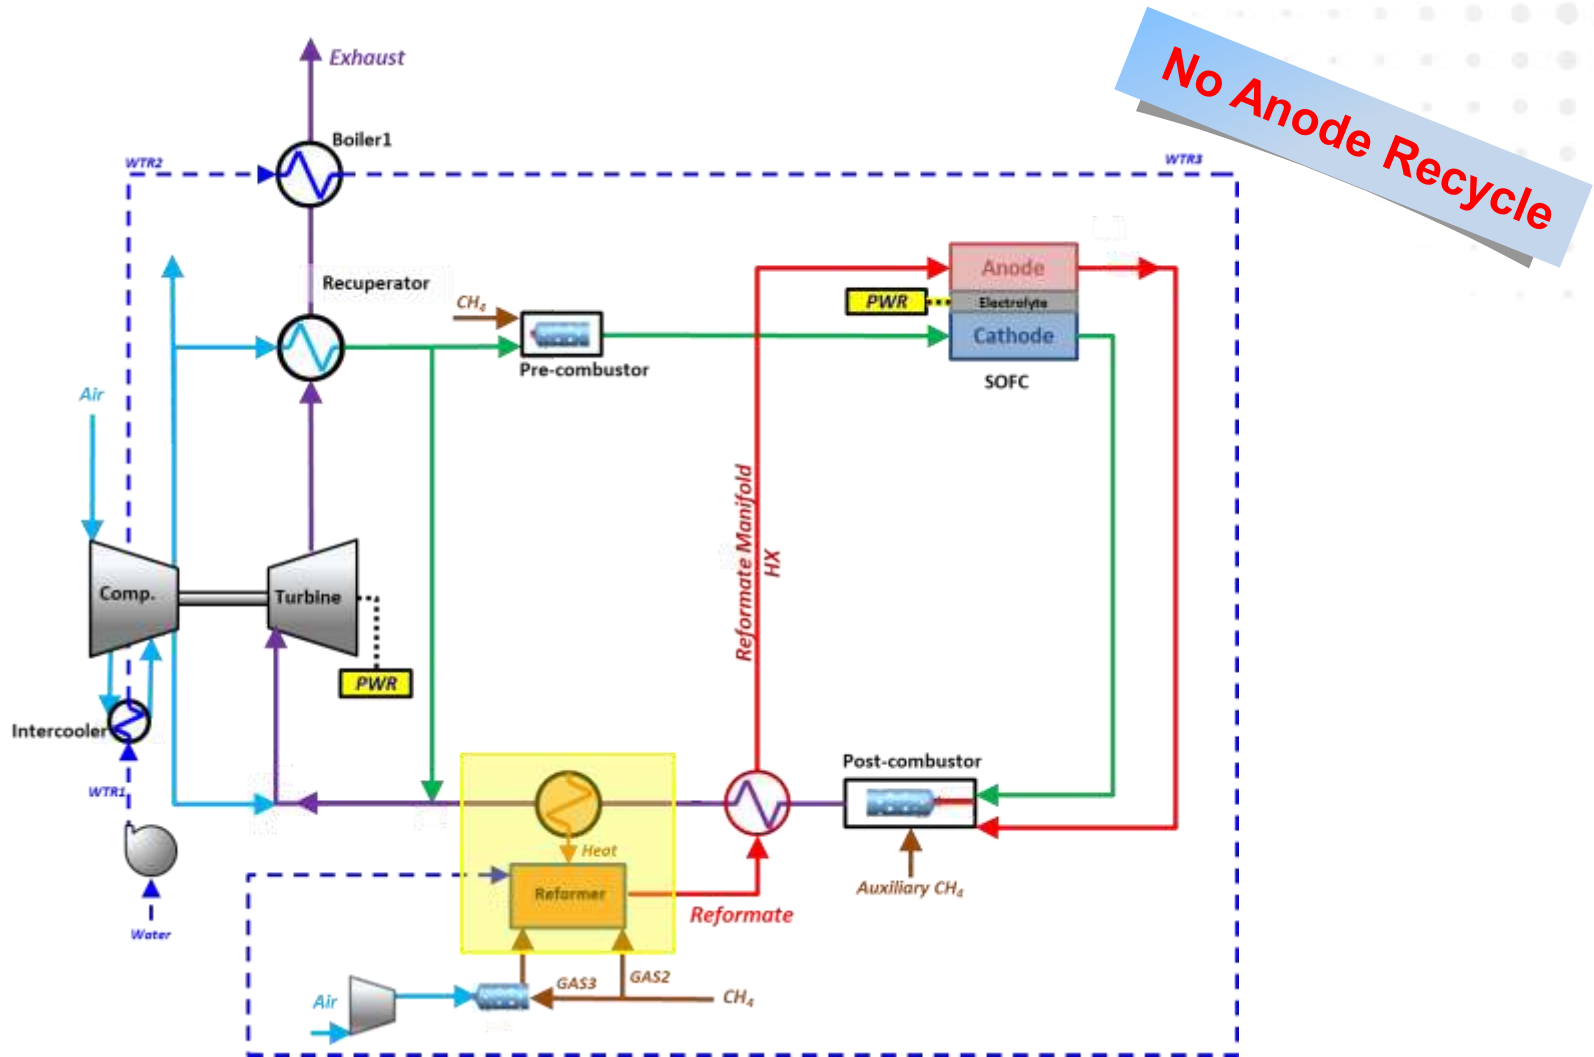 No Anode Recycle
Exhaust
Boiler1
WTR2
WTR3
Recuperator
CH₄
Anode
PWR
Electrolyte
Cathode
Pre-combustor
SOFC
Air
Reformate Manifold
HX
Comp.
Turbine
PWR
Intercooler
Post-combustor
WTR1
Heat
Reformer
Auxiliary CH₄
Reformate
Water
GAS3
GAS2
Air
CH₄